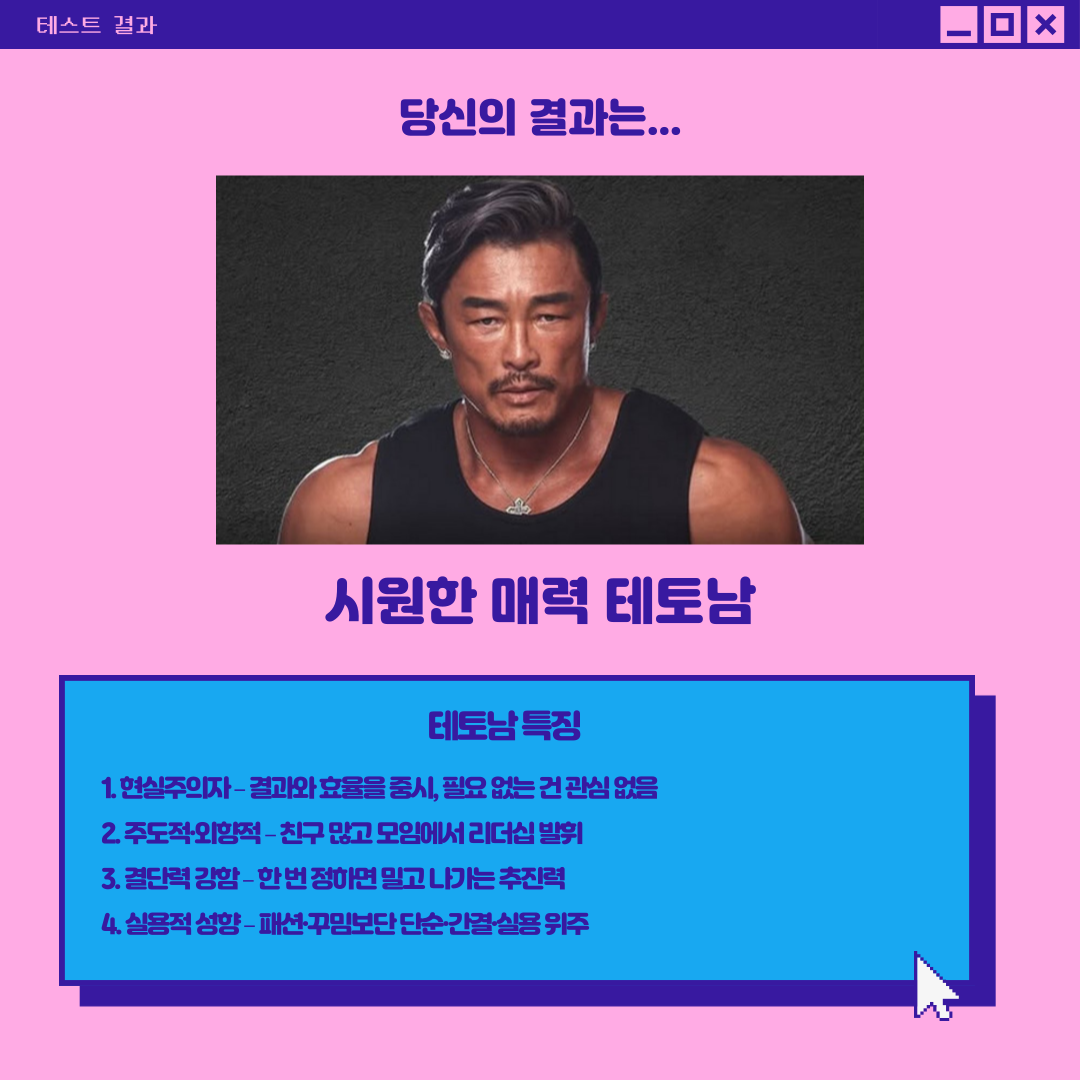 테스트 결과
당신의 결과는...
시원한 매력 테토남
테토남 특징
1. 현실주의자 – 결과와 효율을 중시, 필요 없는 건 관심 없음
2. 주도적·외향적 – 친구 많고 모임에서 리더십 발휘
3. 결단력 강함 – 한 번 정하면 밀고 나가는 추진력
4. 실용적 성향 – 패션·꾸밈보단 단순·간결·실용 위주